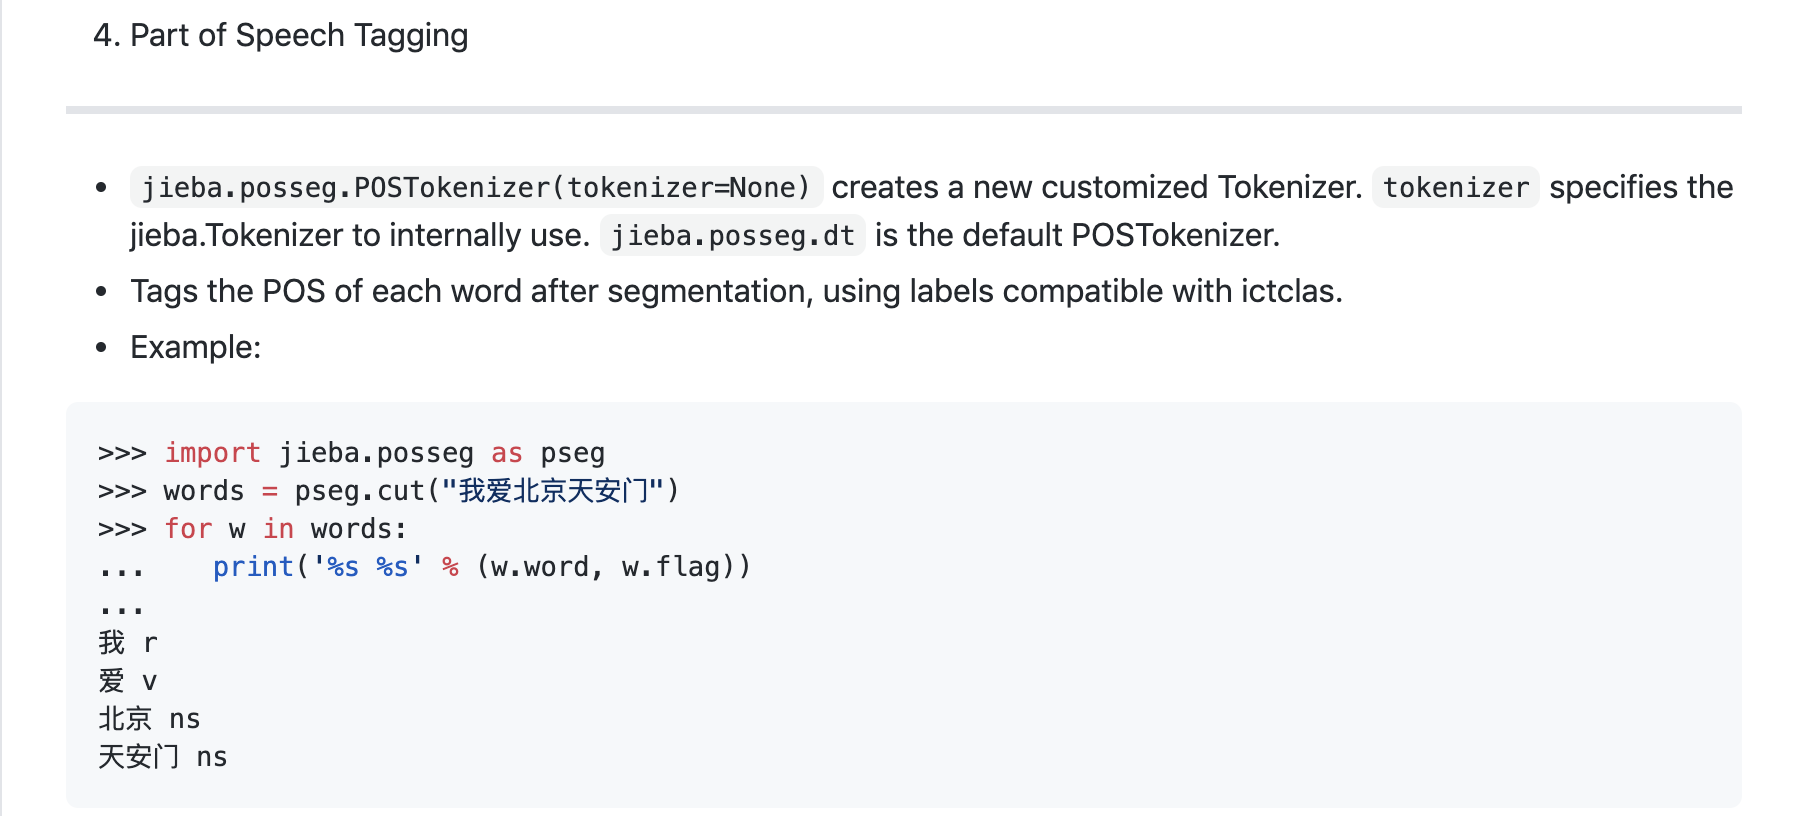 4. Part of Speech Tagging
• jieba.posseg.POSTokenizer(tokenizer=None) creates a new customized Tokenizer. tokenizer specifies the
jieba.Tokenizer to internally use. jieba.posseg.dt is the default POSTokenizer.
• Tags the POS of each word after segmentation, using labels compatible with ictclas.
• Example:
>>> import jieba.posseg as pseg
>>> words = pseg.cut("我爱北京天安门")
>>> for w in words:
...    print('%s %s' % (w.word, w.flag))
...
我 r
爱 v
北京 ns
天安门 ns